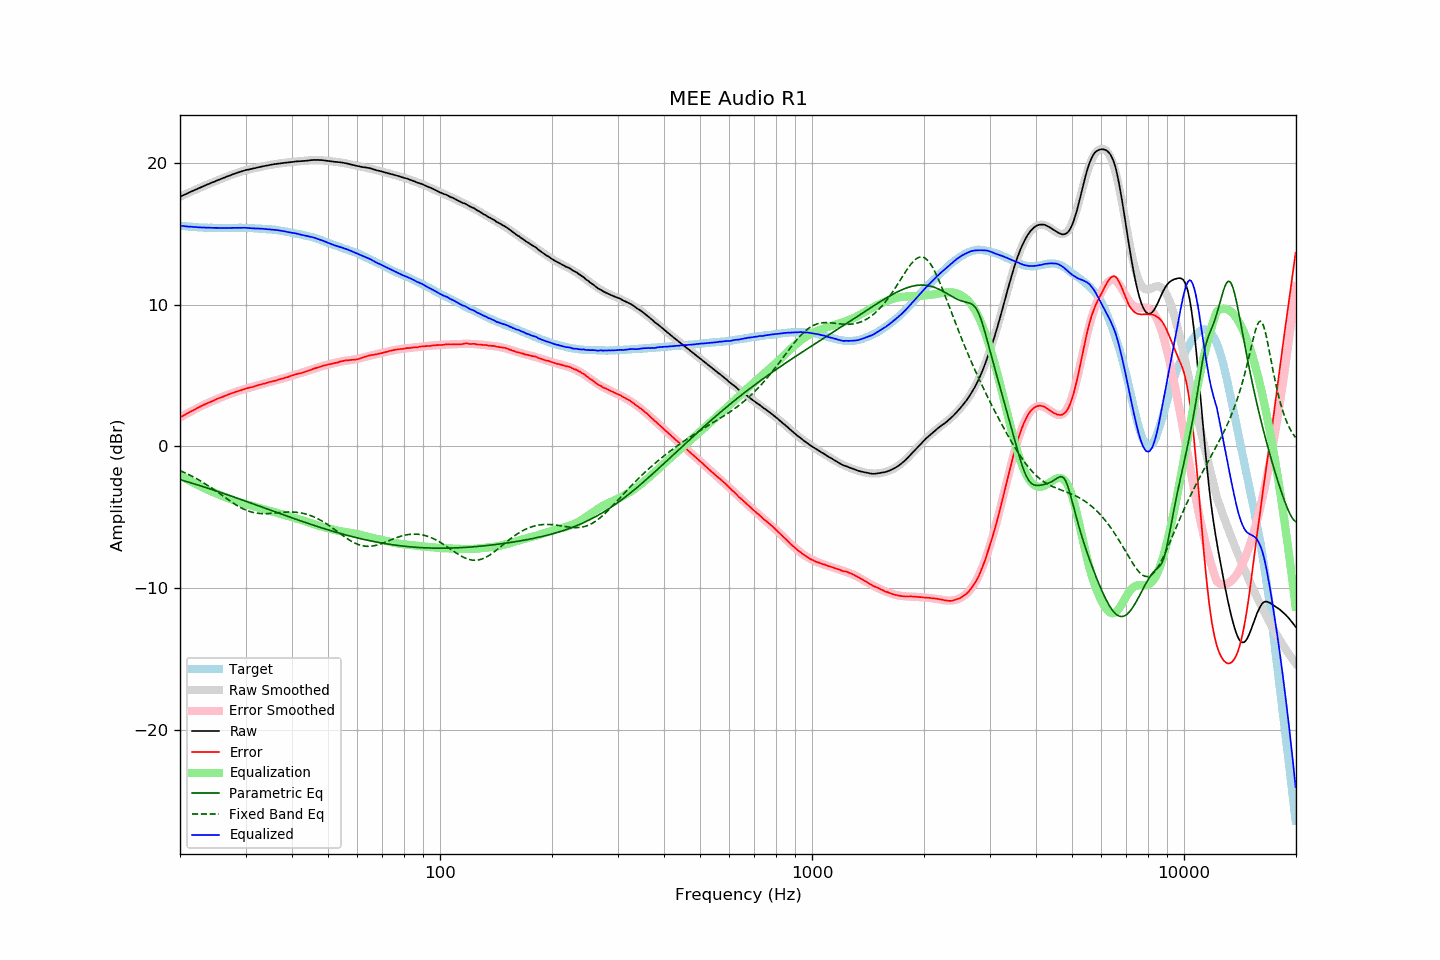 MEE Audio R1
Amplitude (dBr)
20
10
0
−10
−20
Target
Raw Smoothed
Error Smoothed
Raw
Error
Equalization
Parametric Eq
Fixed Band Eq
Equalized
100
1000
10000
Frequency (Hz)